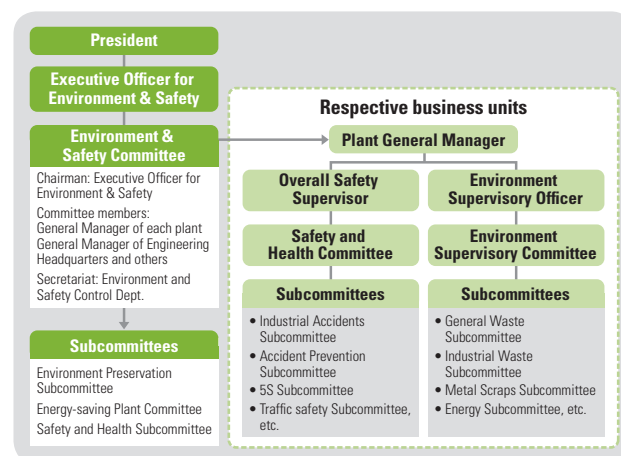 President
Executive Officer for
Environment & Safety
Environment &
Safety Committee
Chairman: Executive Officer for
Environment & Safety
Committee members:
General Manager of each plant
General Manager of Engineering
Headquarters and others
Secretariat: Environment and
Safety Control Dept.
Subcommittees
Environment Preservation
Subcommittee
Energy-saving Plant Committee
Safety and Health Subcommittee
Respective business units
Plant General Manager
Overall Safety
Supervisor
Safety and
Health Committee
Subcommittees
• Industrial Accidents
Subcommittee
• Accident Prevention
Subcommittee
• 5S Subcommittee
• Traffic safety Subcommittee,
etc.
Environment
Supervisory Officer
Environment
Supervisory Committee
Subcommittees
• General Waste
Subcommittee
• Industrial Waste
Subcommittee
• Metal Scraps Subcommittee
• Energy Subcommittee, etc.